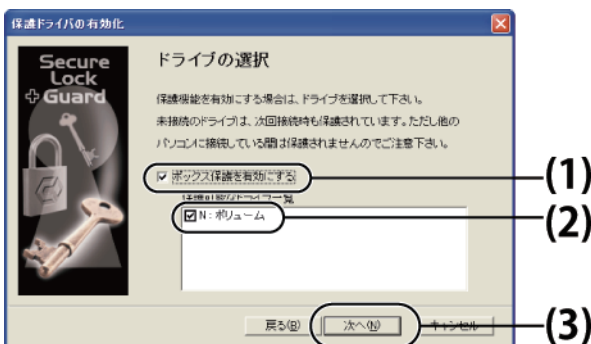 保護ドライバの有効化
Secure
Lock
+ Guard
ドライブの選択
保護機能を有効にする場合は、ドライブを選択して下さい。
未接続のドライブは、次回接続時も保護されています。ただし他の
パソコンに接続している間は保護されませんのでご注意下さい。
ボックス保護を有効にする
(1)
保護可能なドライブ一覧
N:ボリューム
(2)
戻る(B)
次へ(N)
キャンセル
(3)